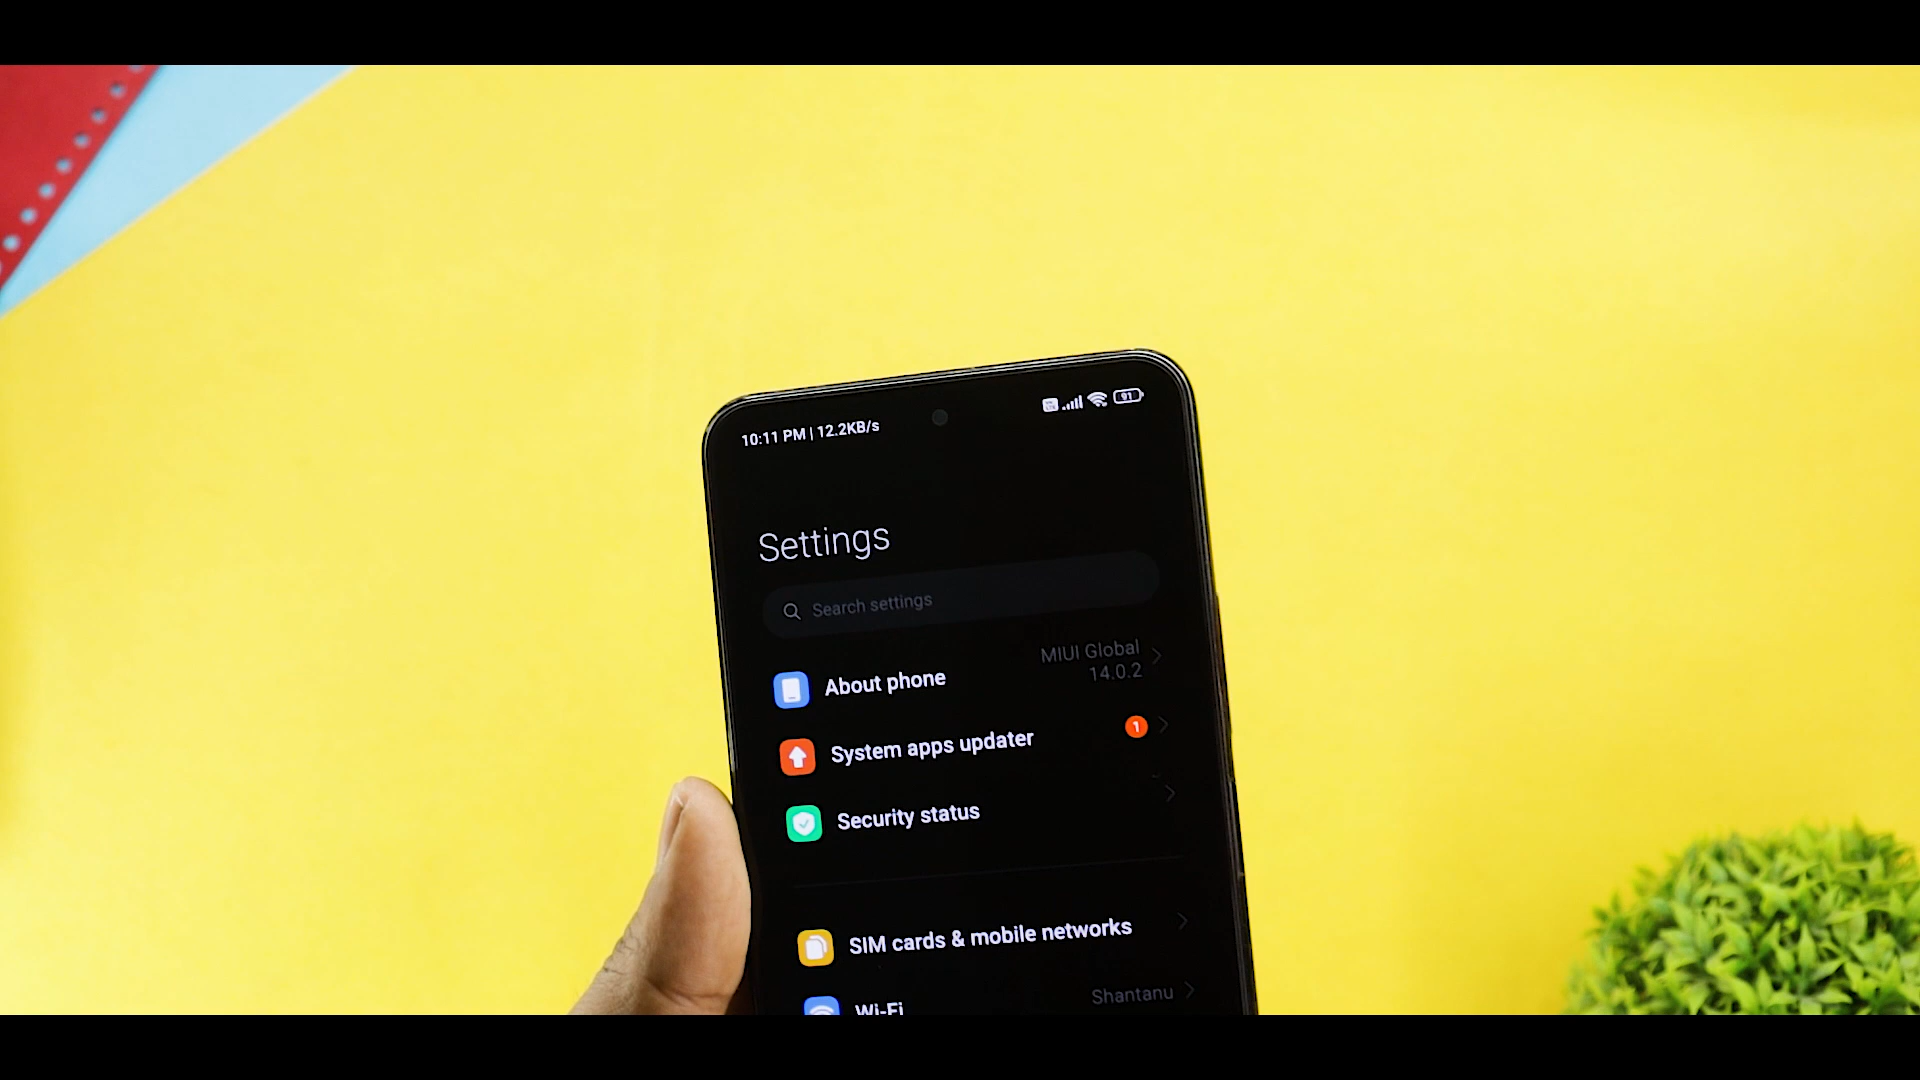 10:11 PM | 12.2KB/s
91
Settings
Search settings
About phone
MIUI Global
14.0.2
System apps updater
1
Security status
SIM cards & mobile networks
Wi-Fi
Shantanu